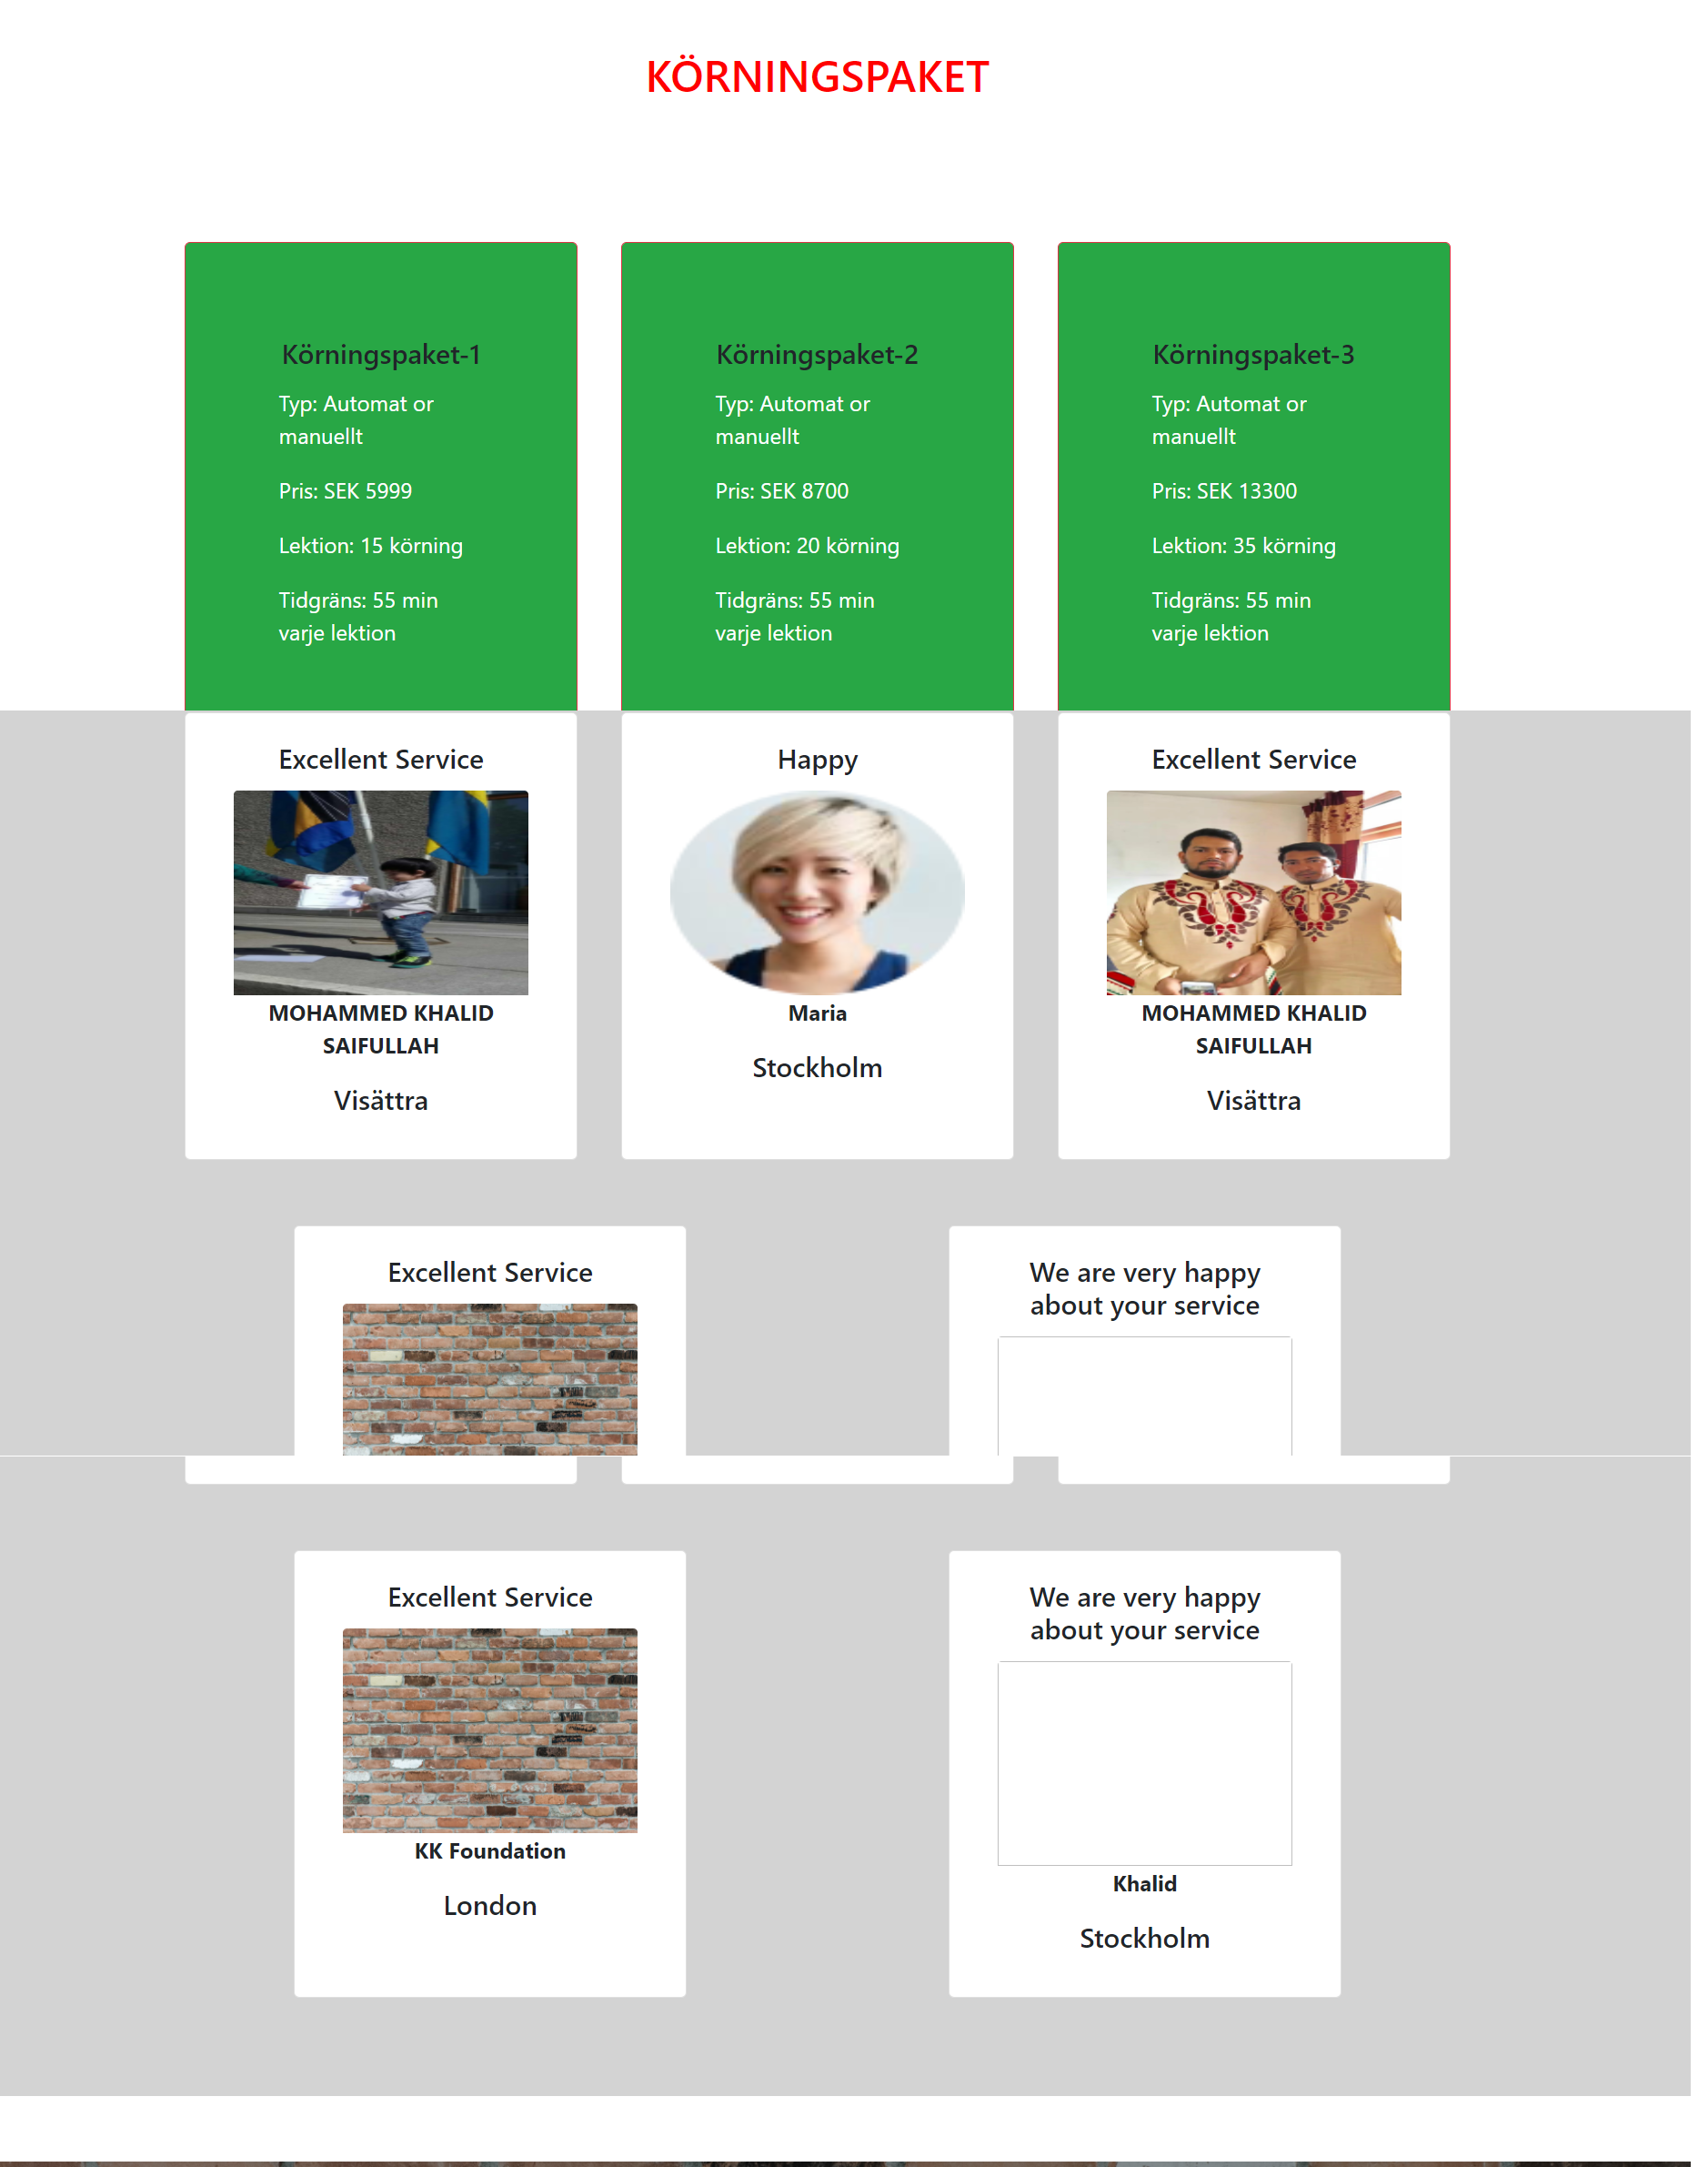 KÖRNINGSPAKET
Körningspaket-1
Typ: Automat or
manuellt
Pris: SEK 5999
Lektion: 15 körning
Tidgräns: 55 min
varje lektion
Körningspaket-2
Typ: Automat or
manuellt
Pris: SEK 8700
Lektion: 20 körning
Tidgräns: 55 min
varje lektion
Körningspaket-3
Typ: Automat or
manuellt
Pris: SEK 13300
Lektion: 35 körning
Tidgräns: 55 min
varje lektion
Excellent Service
MOHAMMED KHALID
SAIFULLAH
Visättra
Happy
Maria
Stockholm
Excellent Service
MOHAMMED KHALID
SAIFULLAH
Visättra
Excellent Service
We are very happy
about your service
Excellent Service
KK Foundation
London
We are very happy
about your service
Khalid
Stockholm